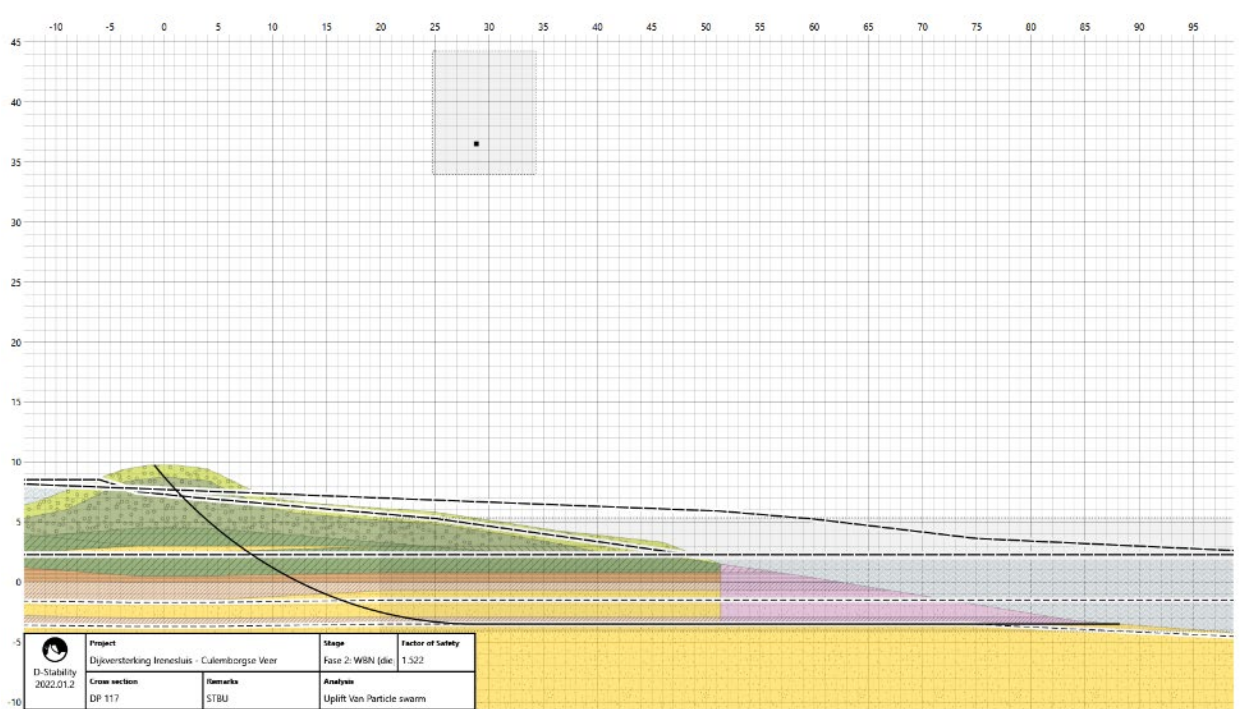 -10 -5 0 5 10 15 20 25 30 35 40 45 50 55 60 65 70 75 80 85 90 95
45
40
35
30
25
20
15
10
5
0
-5
-10
D-Stability
2022.01.2
Project
Dijkversterking Irenesluis - Culemborgse Veer
Stage
Fase 2: WBN (die
Factor of Safety
1.522
Cross section
DP 117
Remarks
STBU
Analysis
Uplift Van Particle swarm